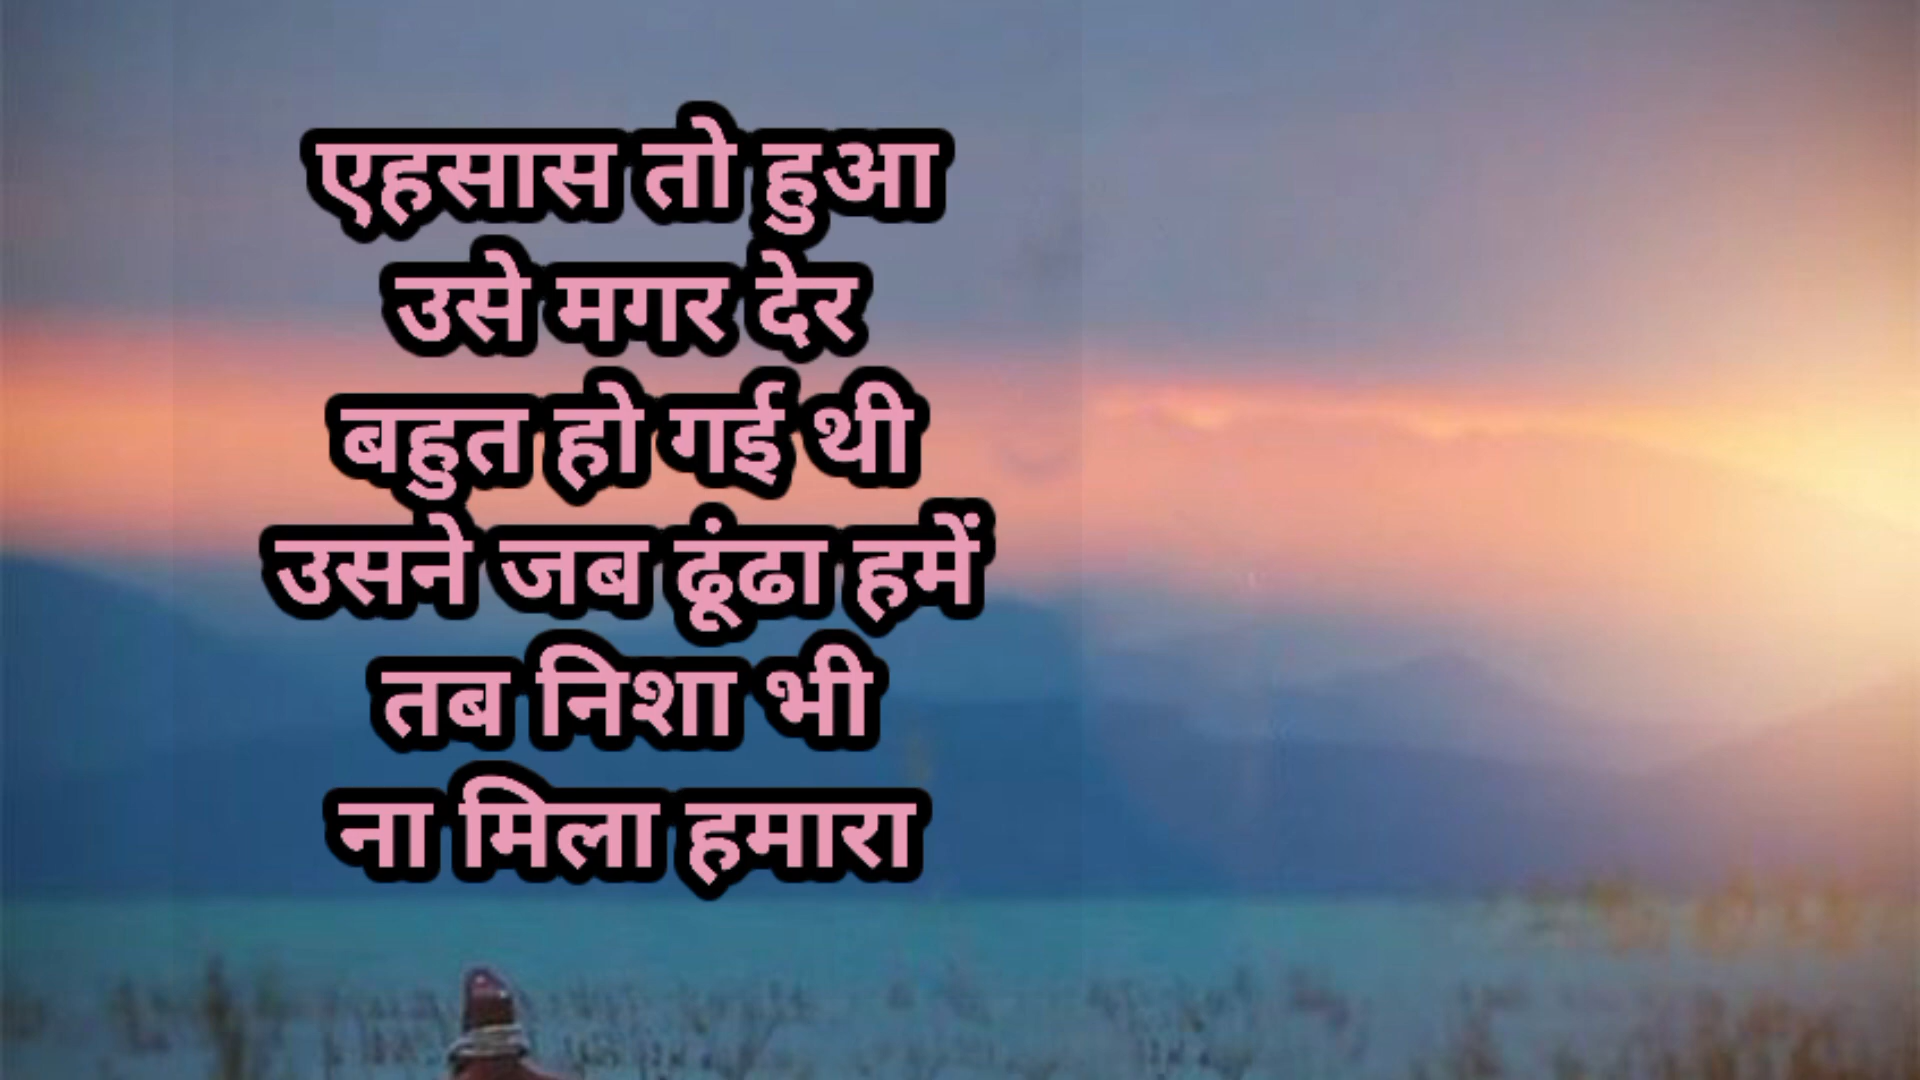 एहसास तो हुआ
उसे मगर देर
बहुत हो गई थी
उसने जब ढूंढा हमें
तब निशा भी
ना मिला हमारा